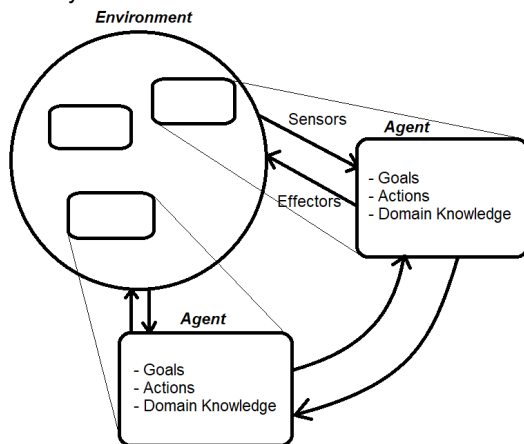 Environment
Sensors
Agent
- Goals
- Actions
- Domain Knowledge
Effectors
Agent
- Goals
- Actions
- Domain Knowledge